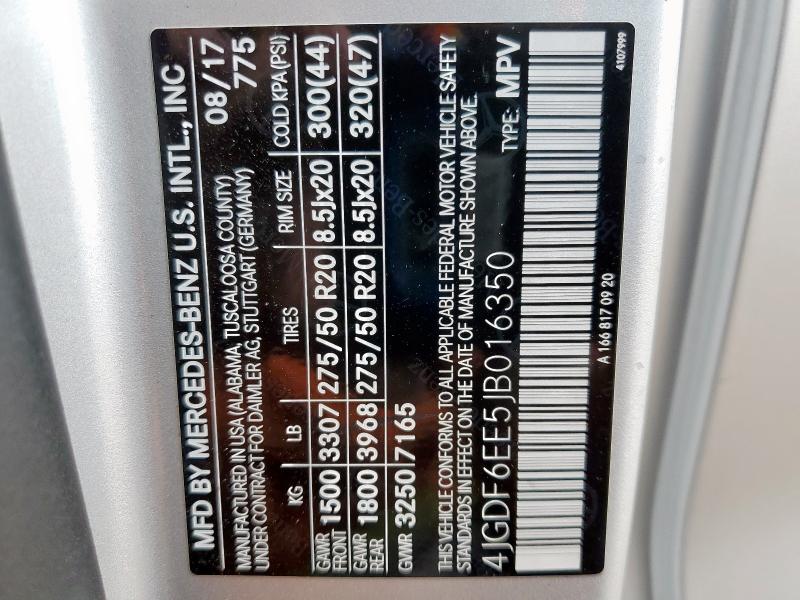 MFD BY MERCEDES-BENZ U.S. INTL., INC
08/17
MANUFACTURED IN USA (ALABAMA, TUSCALOOSA COUNTY)
775
UNDER CONTRACT FOR DAIMLER AG, STUTTGART (GERMANY)
KG LB TIRES RIM SIZE COLD KPA (PSI)
GAWR FRONT 1500 3307 275/50 R20 8.5Jx20 300(44)
GAWR REAR 1800 3968 275/50 R20 8.5Jx20 320(47)
GVWR 3250 7165
THIS VEHICLE CONFORMS TO ALL APPLICABLE FEDERAL MOTOR VEHICLE SAFETY
STANDARDS IN EFFECT ON THE DATE OF MANUFACTURE SHOWN ABOVE.
4JGDF6EE5JB016350 TYPE: MPV
A 166 817 09 20
4107999